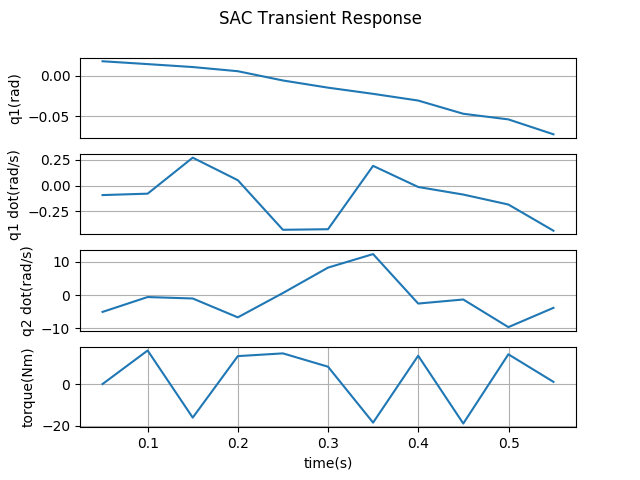 SAC Transient Response
q1(rad)
0.00
−0.05
q1 dot(rad/s)
0.25
0.00
−0.25
q2 dot(rad/s)
10
0
−10
torque(Nm)
0
−20
0.1 0.2 0.3 0.4 0.5
time(s)